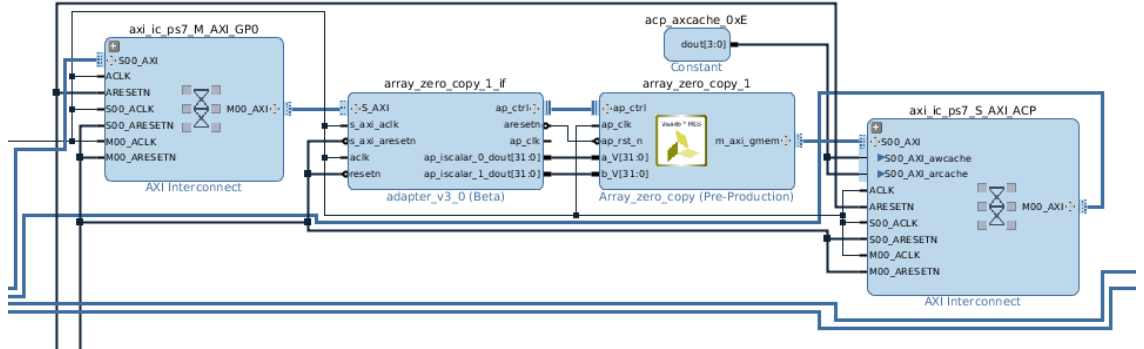 axi_ic_ps7_M_AXI_GP0
S00_AXI
ACLK
ARESETN
S00_ACLK
S00_ARESETN
M00_ACLK
M00_ARESETN
M00_AXI
AXI Interconnect
array_zero_copy_1_if
S_AXI
s_axi_aclk
s_axi_aresetn
aclk
resetn
ap_ctrl
aresetn
ap_clk
ap_iscalar_0_dout[31:0]
ap_iscalar_1_dout[31:0]
adapter_v3_0 (Beta)
acp_axcache_0xE
dout[3:0]
Constant
array_zero_copy_1
ap_ctrl
ap_clk
ap_rst_n
a_V[31:0]
b_V[31:0]
Vivado™ HLS
m_axi_gmem
Array_zero_copy (Pre-Production)
axi_ic_ps7_S_AXI_ACP
S00_AXI
S00_AXI_awcache
S00_AXI_arcache
ACLK
ARESETN
S00_ACLK
S00_ARESETN
M00_ACLK
M00_ARESETN
M00_AXI
AXI Interconnect